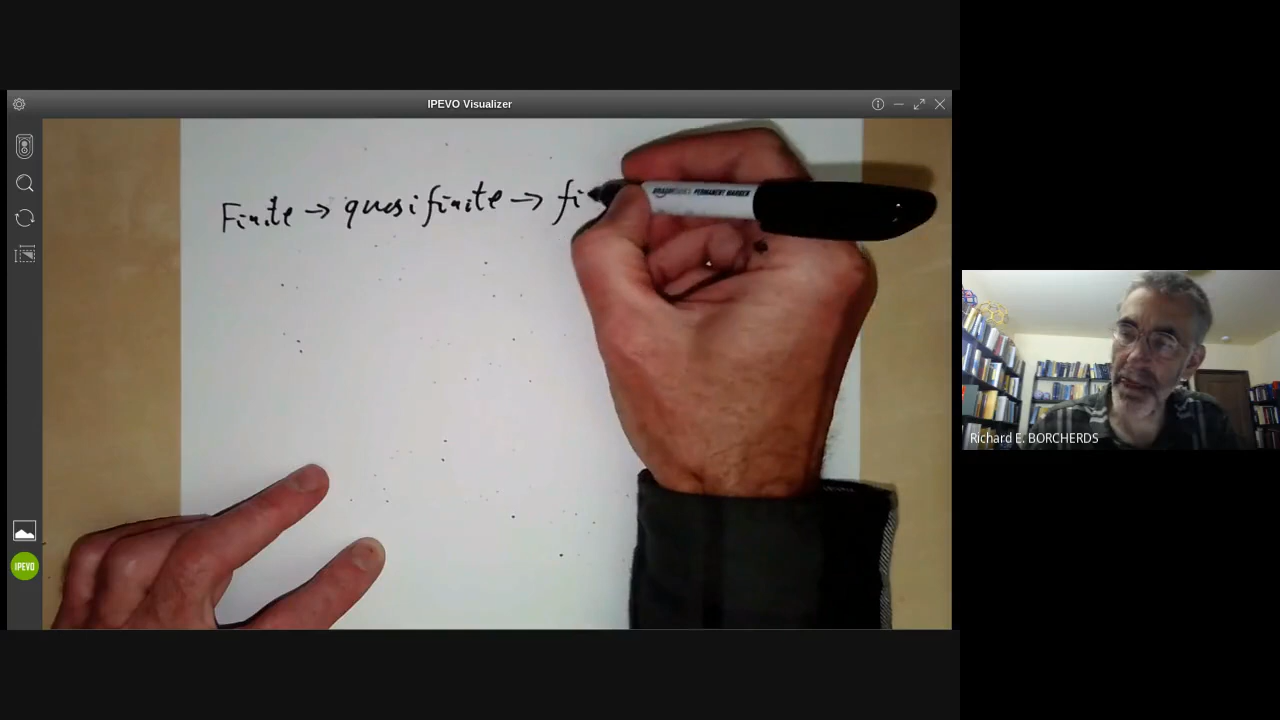 IPEVO Visualizer
Finite → quasifinite → fi
PERMANENT MARKER
IPEVO
Richard E. BORCHERDS